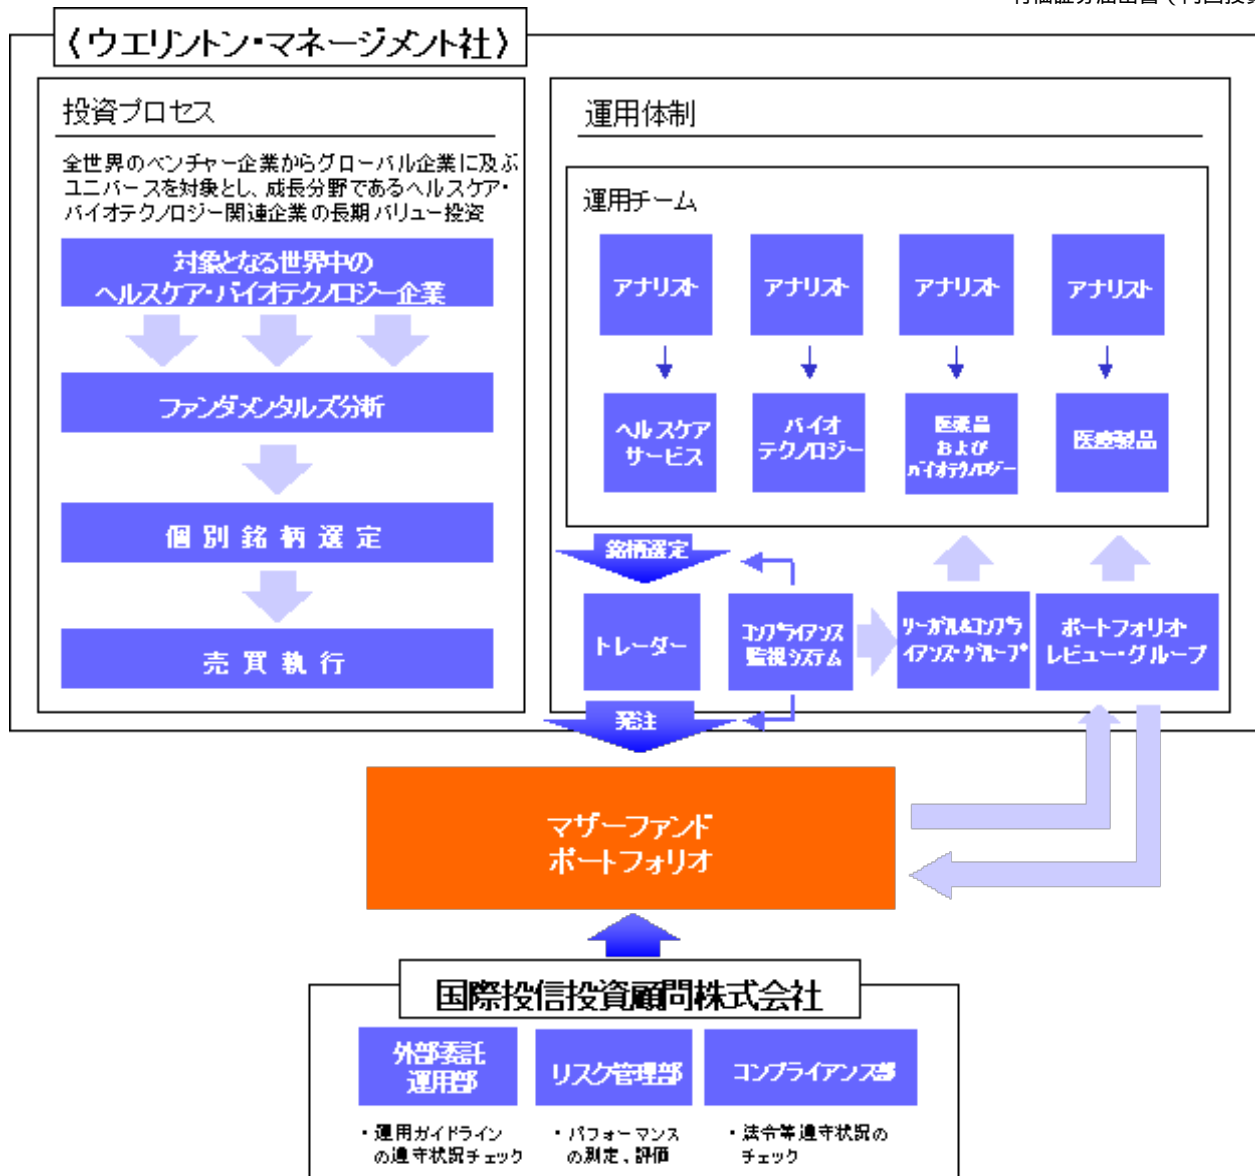 〈ウエリントン・マネージメント社〉
投資プロセス
全世界のベンチャー企業からグローバル企業に及ぶ
ユニバースを対象とし、成長分野であるヘルスケア・
バイオテクノロジー関連企業の長期バリュー投資
対象となる世界中の
ヘルスケア・バイオテクノロジー企業
ファンダメンタルズ分析
個別銘柄選定
売買執行
運用体制
運用チーム
アナリスト
アナリスト
アナリスト
アナリスト
ヘルスケア
サービス
バイオ
テクノロジー
医薬品
および
バイオテクノロジー
医療製品
銘柄選定
トレーダー
コンプライアンス
監視システム
リーガル&コンプラ
イアンス・グループ
ポートフォリオ
レビュー・グループ
発注
マザーファンド
ポートフォリオ
国際投信投資顧問株式会社
外部委託
運用部
リスク管理部
コンプライアンス部
・運用ガイドライン
の遵守状況チェック
・パフォーマンス
の測定、評価
・法令等遵守状況の
チェック